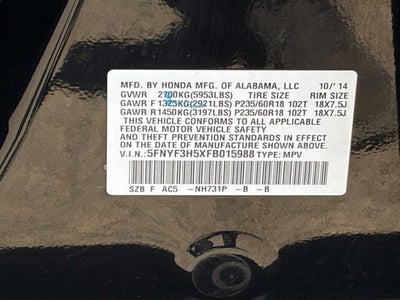 MFD. BY HONDA MFG. OF ALABAMA, LLC 10/'14
GVWR 2700KG(5953LBS) TIRE SIZE RIM SIZE
GAWR F 1325KG(2921LBS) P235/60R18 102T 18X7.5J
GAWR R 1450KG(3197LBS) P235/60R18 102T 18X7.5J
THIS VEHICLE CONFORMS TO ALL APPLICABLE
FEDERAL MOTOR VEHICLE SAFETY
AND THEFT PREVENTION STANDARDS IN EFFECT
ON THE DATE OF MANUFACTURE SHOWN ABOVE.
V.I.N.: 5FNYF3H5XFB015988 TYPE: MPV
SZB F AC5 -NH731P -B -B